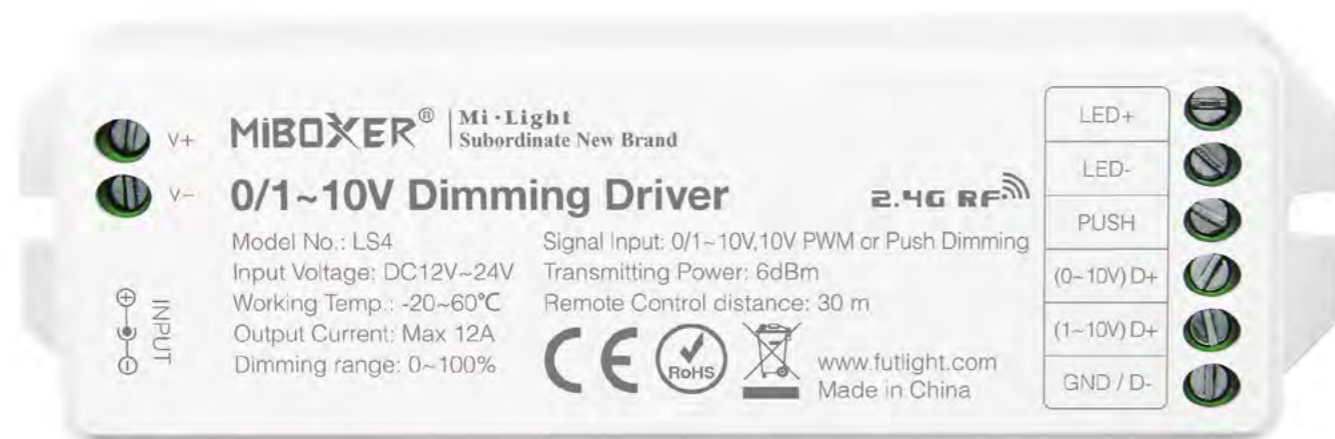 V+
V-
INPUT
MiBOXER®
Mi·Light
Subordinate New Brand
0/1~10V Dimming Driver
2.4G RF
Model No.: LS4
Input Voltage: DC12V~24V
Working Temp.: -20~60℃
Output Current: Max 12A
Dimming range: 0~100%
Signal Input: 0/1~10V,10V PWM or Push Dimming
Transmitting Power: 6dBm
Remote Control distance: 30 m
CE
RoHS
www.futlight.com
Made in China
LED+
LED-
PUSH
(0~10V) D+
(1~10V) D+
GND / D-